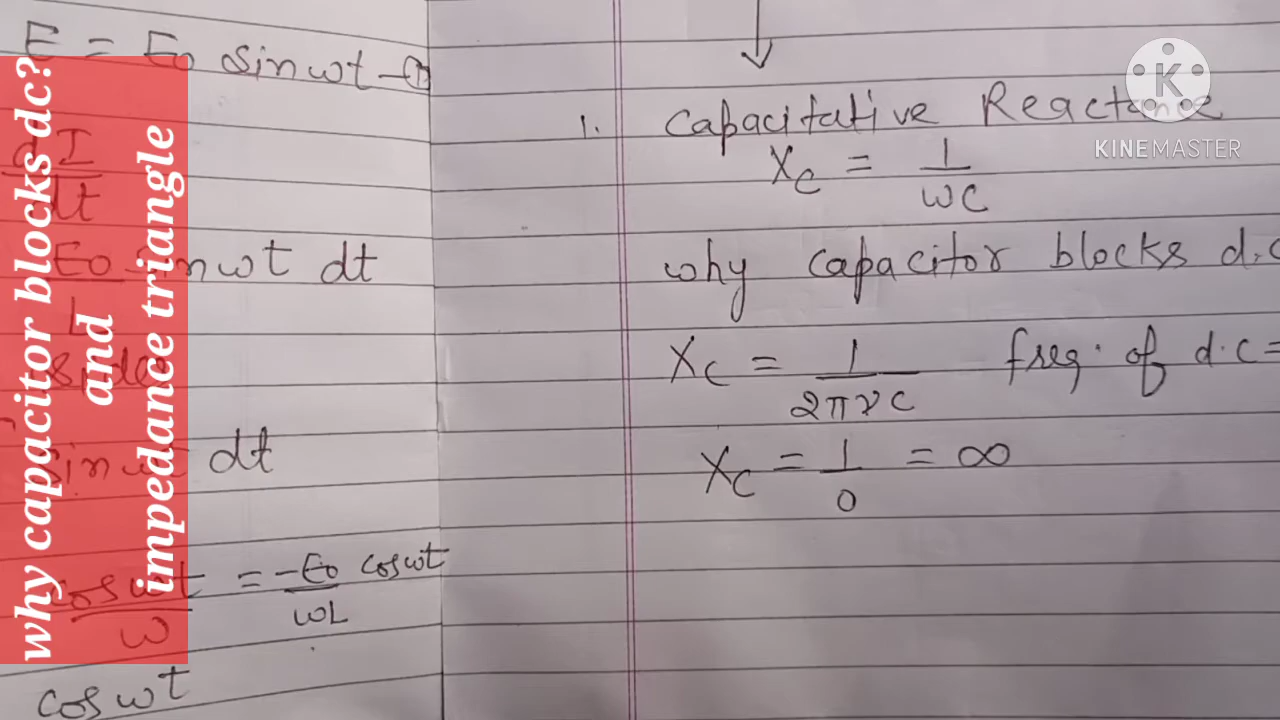 E = E₀ sin ωt
dI
dt
E₀ sin ωt dt
L
side
sin ωt dt
cos ωt = -E₀ cos ωt
ω ωL
cos ωt
why capacitor blocks dc?
and
impedance triangle
K
KINEMASTER
1. Capacitative Reactance
X_C = 1
ωC
why capacitor blocks d.c
X_C = 1 freq. of d.c =
2πνC
X_C = 1 = ∞
0